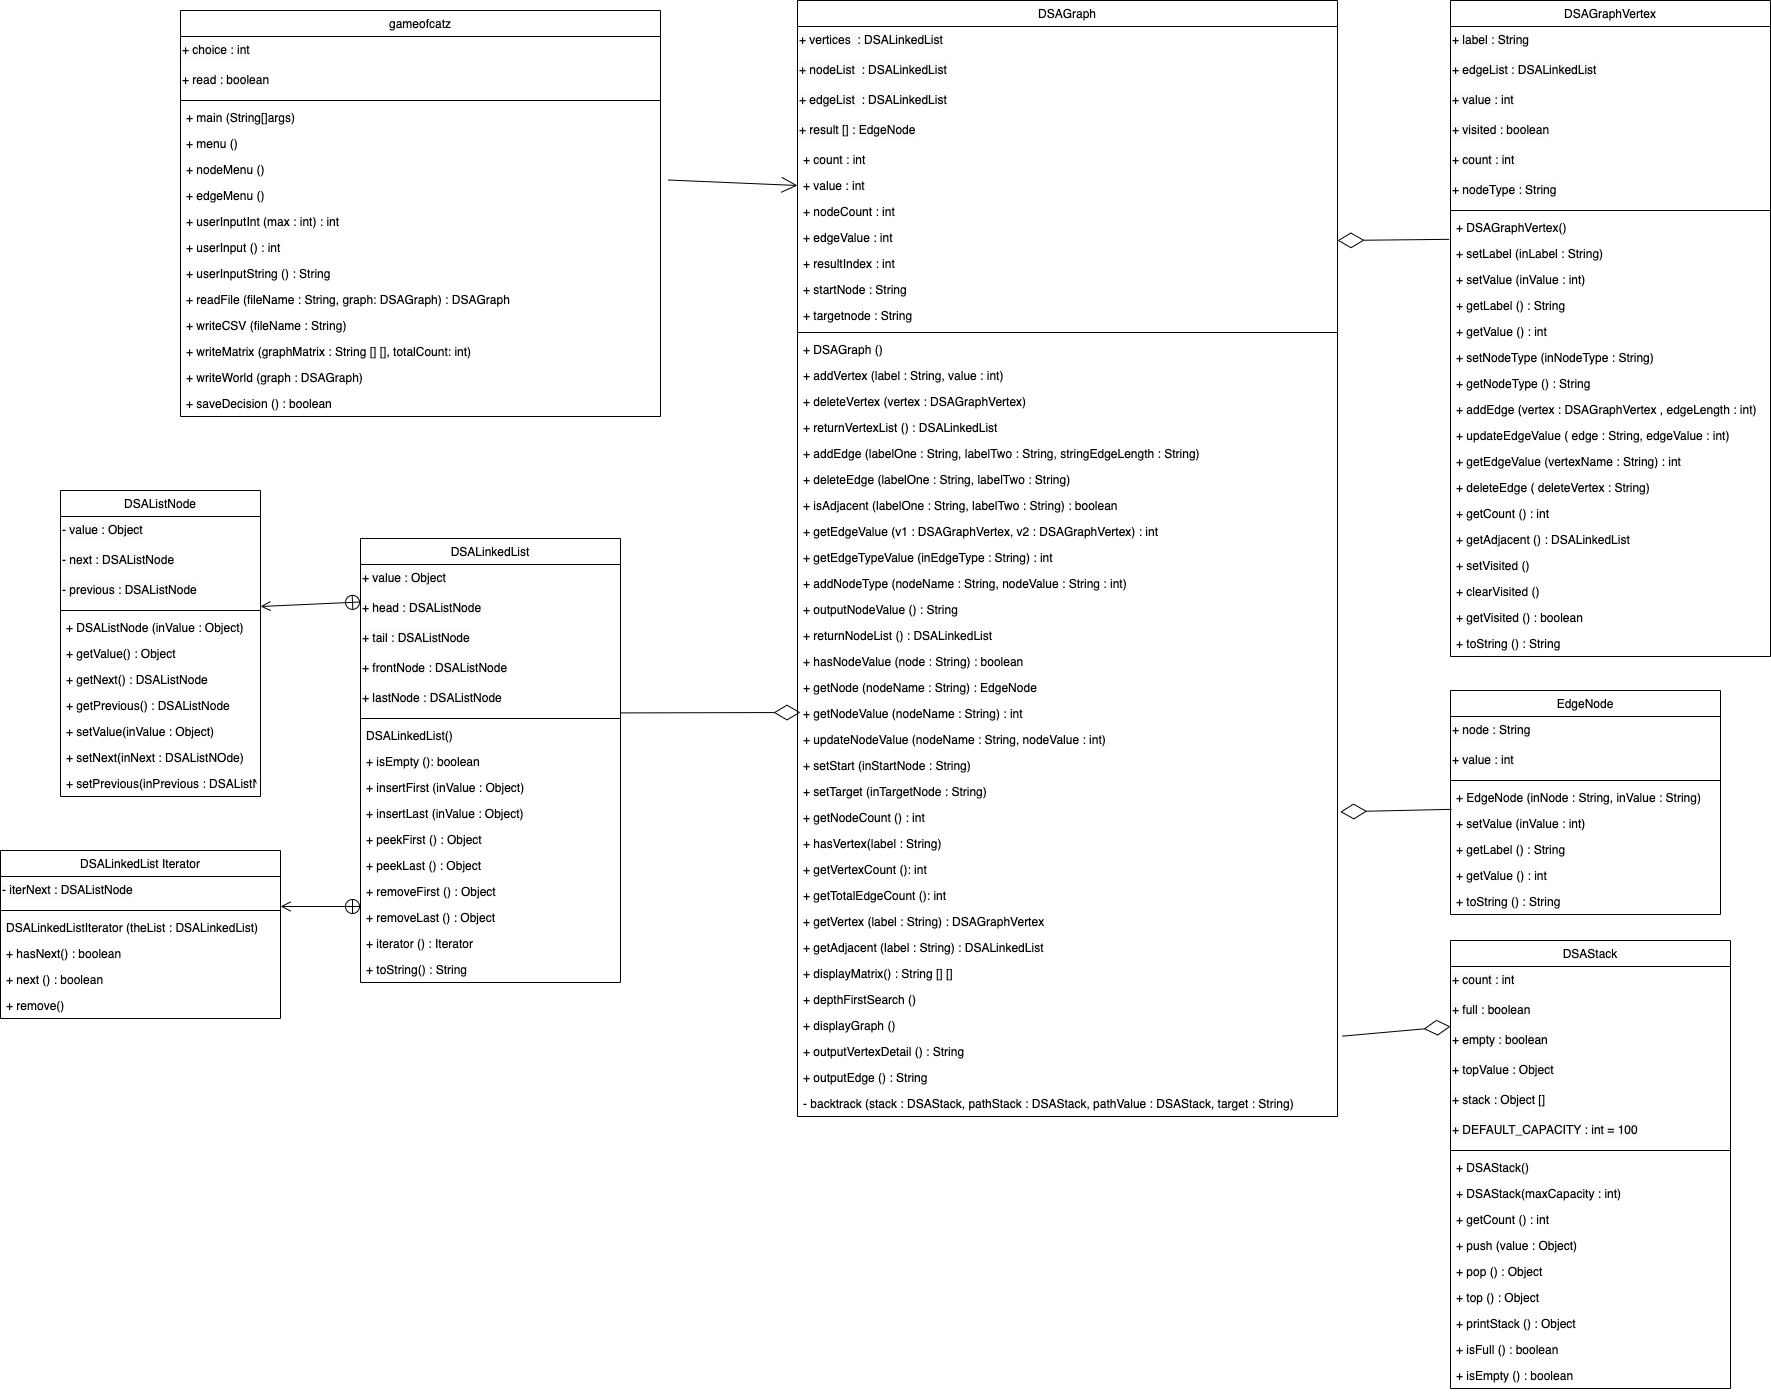 gameofcatz
+ choice : int
+ read : boolean
+ main (String[]args)
+ menu ()
+ nodeMenu ()
+ edgeMenu ()
+ userInputInt (max : int) : int
+ userInput () : int
+ userInputString () : String
+ readFile (fileName : String, graph: DSAGraph) : DSAGraph
+ writeCSV (fileName : String)
+ writeMatrix (graphMatrix : String [] [], totalCount: int)
+ writeWorld (graph : DSAGraph)
+ saveDecision () : boolean
DSAListNode
- value : Object
- next : DSAListNode
- previous : DSAListNode
+ DSAListNode (inValue : Object)
+ getValue() : Object
+ getNext() : DSAListNode
+ getPrevious() : DSAListNode
+ setValue(inValue : Object)
+ setNext(inNext : DSAListNOde)
+ setPrevious(inPrevious : DSAListN
DSALinkedList Iterator
- iterNext : DSAListNode
DSALinkedListIterator (theList : DSALinkedList)
+ hasNext() : boolean
+ next () : boolean
+ remove()
DSALinkedList
+ value : Object
+ head : DSAListNode
+ tail : DSAListNode
+ frontNode : DSAListNode
+ lastNode : DSAListNode
DSALinkedList()
+ isEmpty (): boolean
+ insertFirst (inValue : Object)
+ insertLast (inValue : Object)
+ peekFirst () : Object
+ peekLast () : Object
+ removeFirst () : Object
+ removeLast () : Object
+ iterator () : Iterator
+ toString() : String
DSAGraph
+ vertices : DSALinkedList
+ nodeList : DSALinkedList
+ edgeList : DSALinkedList
+ result [] : EdgeNode
+ count : int
+ value : int
+ nodeCount : int
+ edgeValue : int
+ resultIndex : int
+ startNode : String
+ targetnode : String
+ DSAGraph ()
+ addVertex (label : String, value : int)
+ deleteVertex (vertex : DSAGraphVertex)
+ returnVertexList () : DSALinkedList
+ addEdge (labelOne : String, labelTwo : String, stringEdgeLength : String)
+ deleteEdge (labelOne : String, labelTwo : String)
+ isAdjacent (labelOne : String, labelTwo : String) : boolean
+ getEdgeValue (v1 : DSAGraphVertex, v2 : DSAGraphVertex) : int
+ getEdgeTypeValue (inEdgeType : String) : int
+ addNodeType (nodeName : String, nodeValue : String : int)
+ outputNodeValue () : String
+ returnNodeList () : DSALinkedList
+ hasNodeValue (node : String) : boolean
+ getNode (nodeName : String) : EdgeNode
+ getNodeValue (nodeName : String) : int
+ updateNodeValue (nodeName : String, nodeValue : int)
+ setStart (inStartNode : String)
+ setTarget (inTargetNode : String)
+ getNodeCount () : int
+ hasVertex(label : String)
+ getVertexCount (): int
+ getTotalEdgeCount (): int
+ getVertex (label : String) : DSAGraphVertex
+ getAdjacent (label : String) : DSALinkedList
+ displayMatrix() : String [] []
+ depthFirstSearch ()
+ displayGraph ()
+ outputVertexDetail () : String
+ outputEdge () : String
- backtrack (stack : DSAStack, pathStack : DSAStack, pathValue : DSAStack, target : String)
DSAGraphVertex
+ label : String
+ edgeList : DSALinkedList
+ value : int
+ visited : boolean
+ count : int
+ nodeType : String
+ DSAGraphVertex()
+ setLabel (inLabel : String)
+ setValue (inValue : int)
+ getLabel () : String
+ getValue () : int
+ setNodeType (inNodeType : String)
+ getNodeType () : String
+ addEdge (vertex : DSAGraphVertex , edgeLength : int)
+ updateEdgeValue ( edge : String, edgeValue : int)
+ getEdgeValue (vertexName : String) : int
+ deleteEdge ( deleteVertex : String)
+ getCount () : int
+ getAdjacent () : DSALinkedList
+ setVisited ()
+ clearVisited ()
+ getVisited () : boolean
+ toString () : String
EdgeNode
+ node : String
+ value : int
+ EdgeNode (inNode : String, inValue : String)
+ setValue (inValue : int)
+ getLabel () : String
+ getValue () : int
+ toString () : String
DSAStack
+ count : int
+ full : boolean
+ empty : boolean
+ topValue : Object
+ stack : Object []
+ DEFAULT_CAPACITY : int = 100
+ DSAStack()
+ DSAStack(maxCapacity : int)
+ getCount () : int
+ push (value : Object)
+ pop () : Object
+ top () : Object
+ printStack () : Object
+ isFull () : boolean
+ isEmpty () : boolean